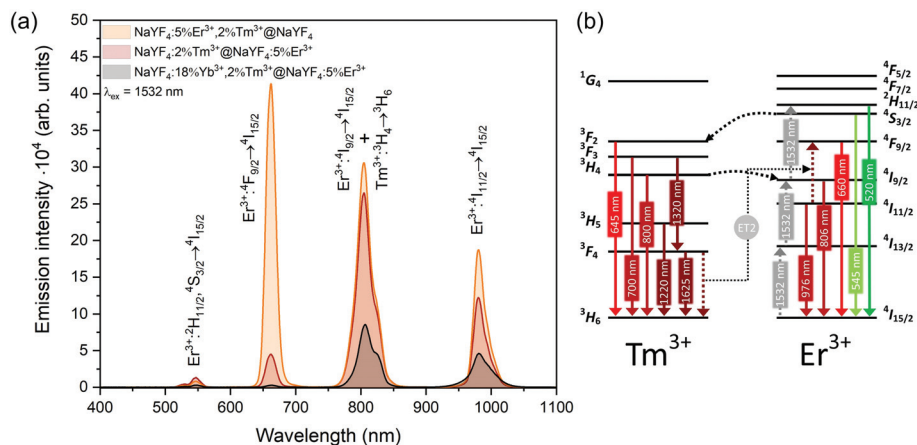 (a)
NaYF₄:5%Er³⁺,2%Tm³⁺@NaYF₄
NaYF₄:2%Tm³⁺@NaYF₄:5%Er³⁺
NaYF₄:18%Yb³⁺,2%Tm³⁺@NaYF₄:5%Er³⁺
λex = 1532 nm
Emission intensity ·10⁴ (arb. units)
50
45
40
35
30
25
20
15
10
5
0
Er³⁺:²H₁₁/₂, ⁴S₃/₂→⁴I₁₅/₂
Er³⁺:⁴F₉/₂→⁴I₁₅/₂
Er³⁺:⁴I₉/₂→⁴I₁₅/₂ +
Tm³⁺:³H₄→³H₆
Er³⁺:⁴I₁₁/₂→⁴I₁₅/₂
400 500 600 700 800 900 1000 1100
Wavelength (nm)
(b)
¹G₄
³F₂
³F₃
³H₄
³H₅
³F₄
³H₆
645 nm
700 nm
800 nm
1220 nm
1320 nm
1625 nm
Tm³⁺
ET2
1532 nm
1532 nm
1532 nm
976 nm
806 nm
660 nm
545 nm
520 nm
⁴F₅/₂
⁴F₇/₂
²H₁₁/₂
⁴S₃/₂
⁴F₉/₂
⁴I₉/₂
⁴I₁₁/₂
⁴I₁₃/₂
⁴I₁₅/₂
Er³⁺